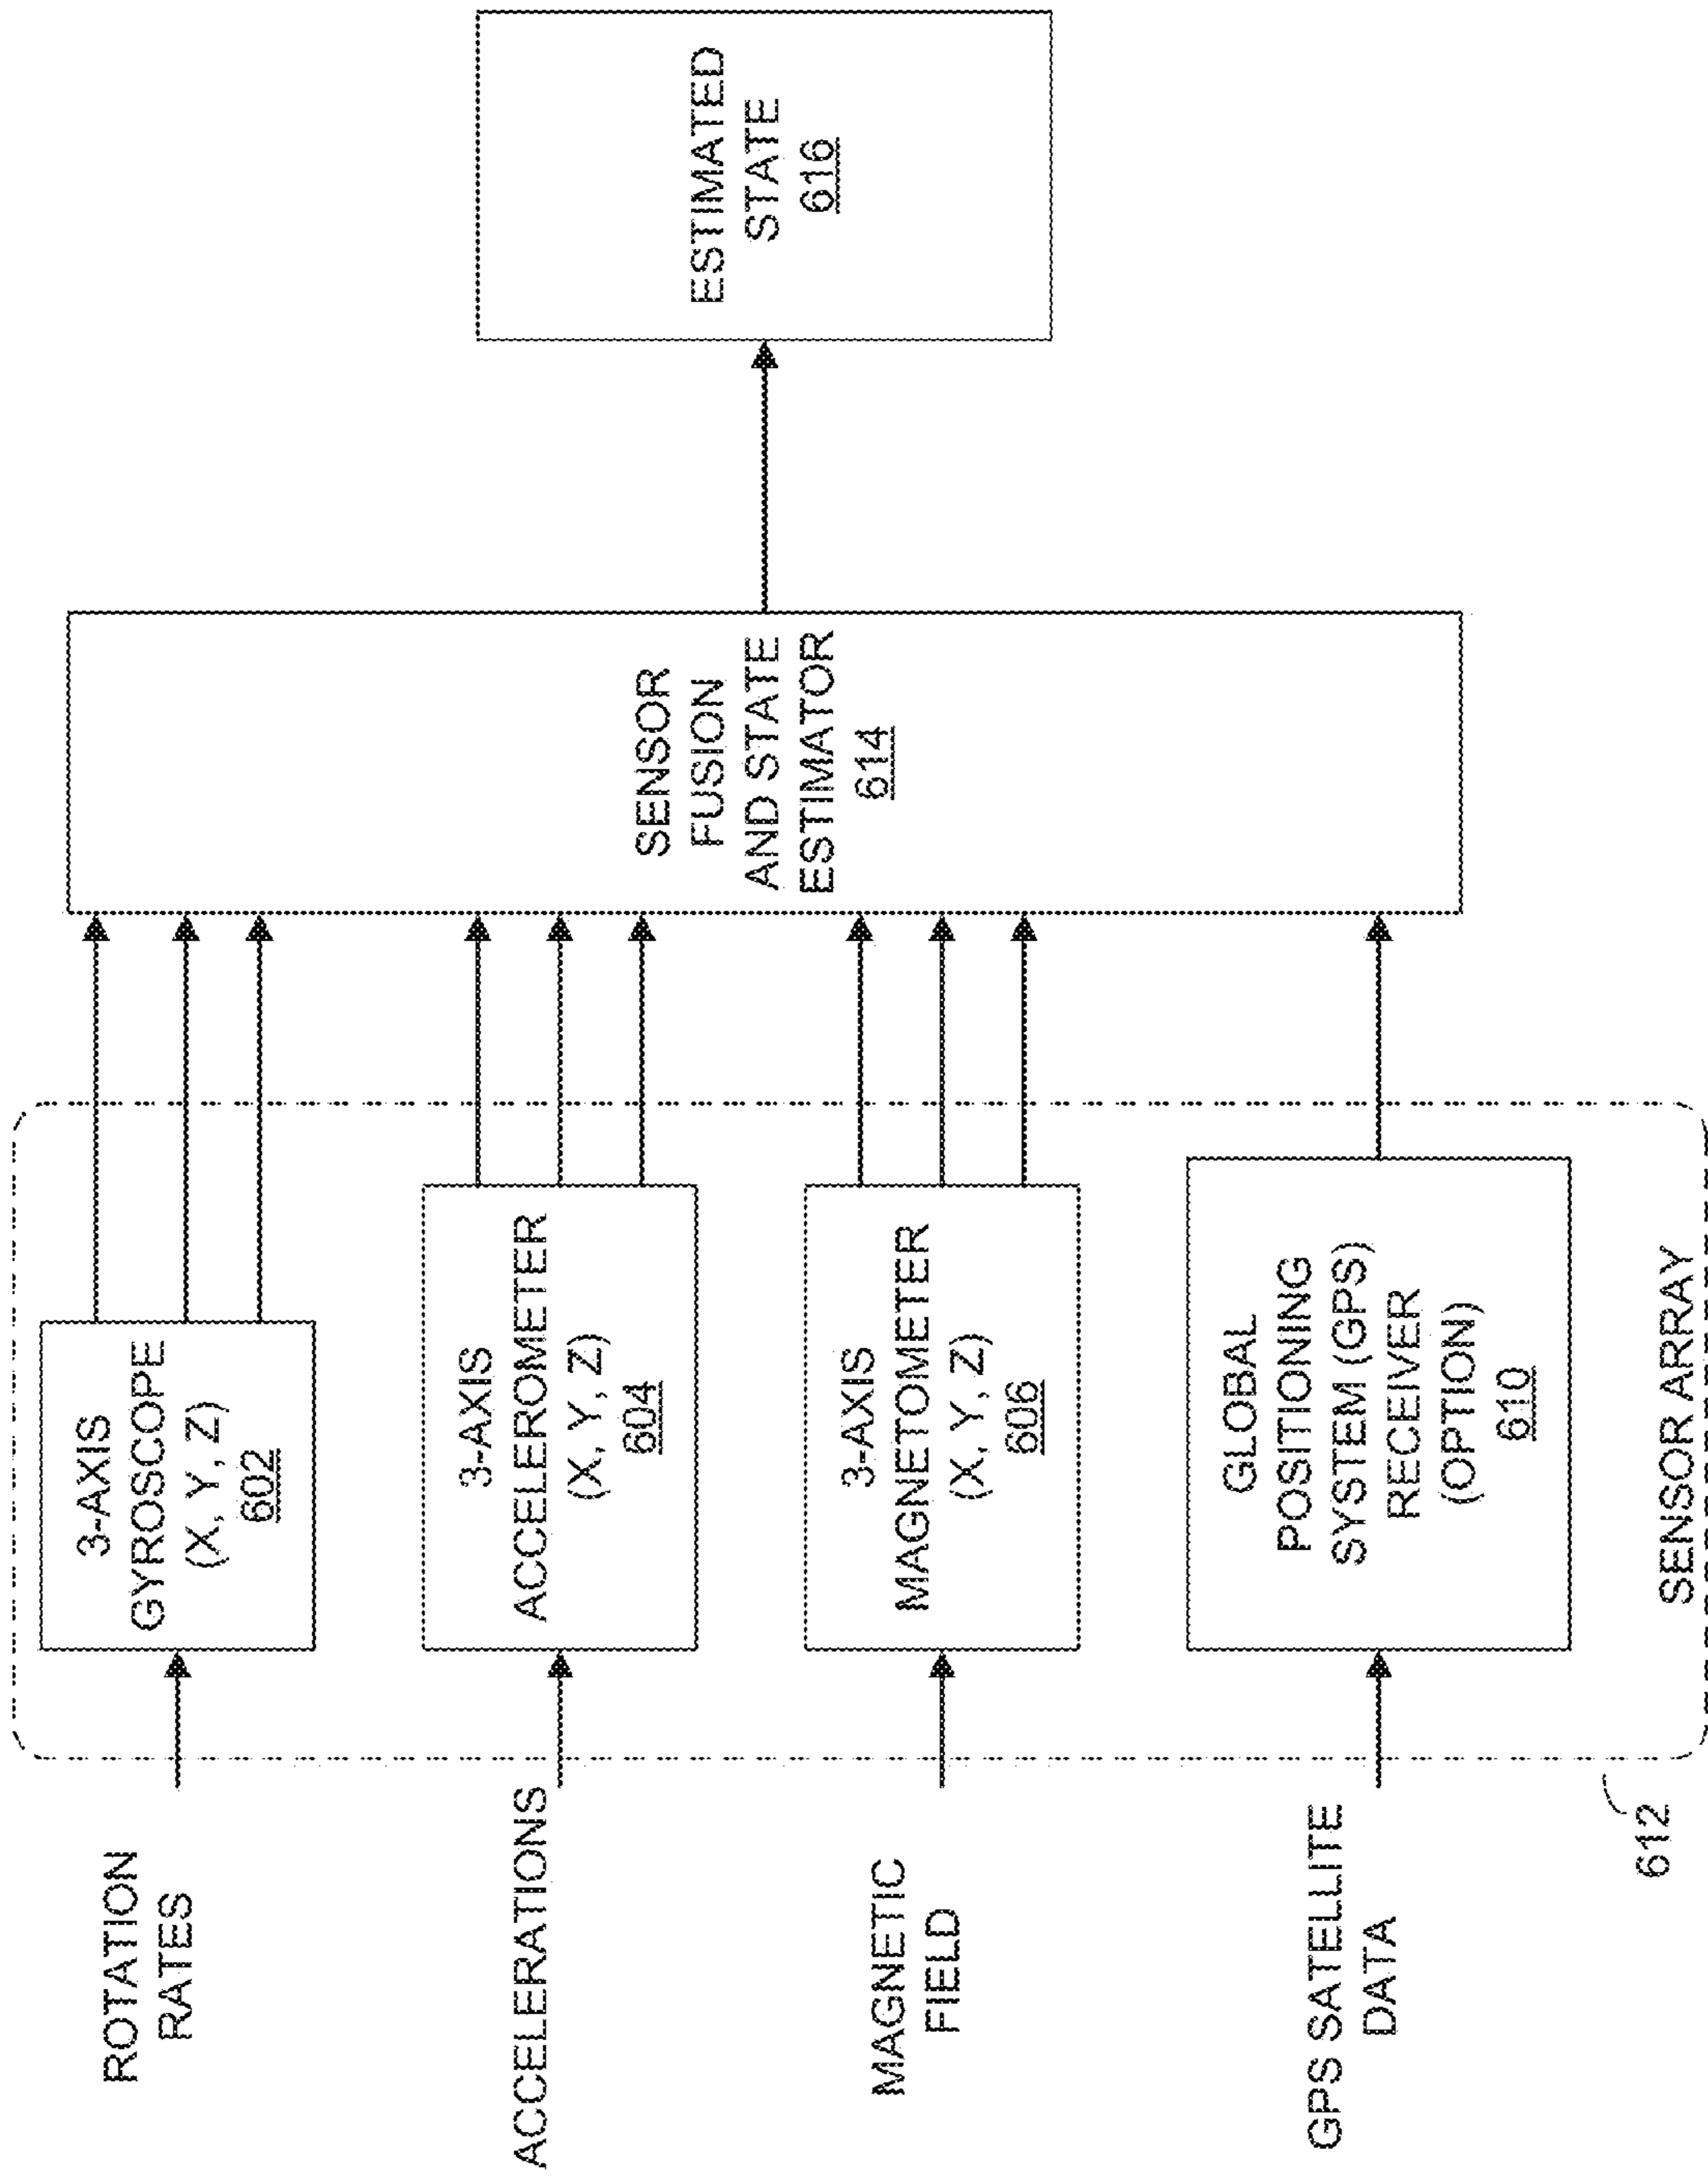 ROTATION
RATES
3-AXIS
GYROSCOPE
(X, Y, Z)
602
ACCELERATIONS
3-AXIS
ACCELEROMETER
(X, Y, Z)
604
MAGNETIC
FIELD
3-AXIS
MAGNETOMETER
(X, Y, Z)
606
GPS SATELLITE
DATA
GLOBAL
POSITIONING
SYSTEM (GPS)
RECEIVER
(OPTION)
610
SENSOR ARRAY
612
SENSOR
FUSION
AND STATE
ESTIMATOR
614
ESTIMATED
STATE
616